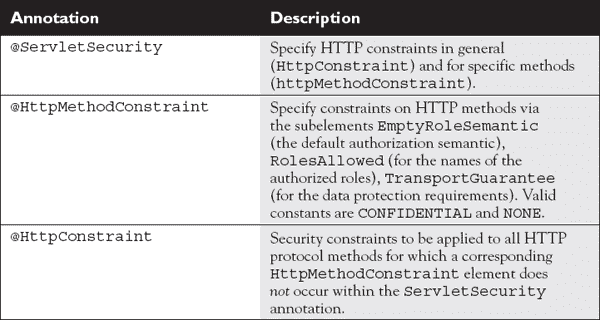 Annotation Description
@ServletSecurity Specify HTTP constraints in general
(HttpConstraint) and for specific methods
(httpMethodConstraint).
@HttpMethodConstraint Specify constraints on HTTP methods via
the subelements EmptyRoleSemantic
(the default authorization semantic),
RolesAllowed (for the names of the
authorized roles), TransportGuarantee
(for the data protection requirements). Valid
constants are CONFIDENTIAL and NONE.
@HttpConstraint Security constraints to be applied to all HTTP
protocol methods for which a corresponding
HttpMethodConstraint element does
not occur within the ServletSecurity
annotation.